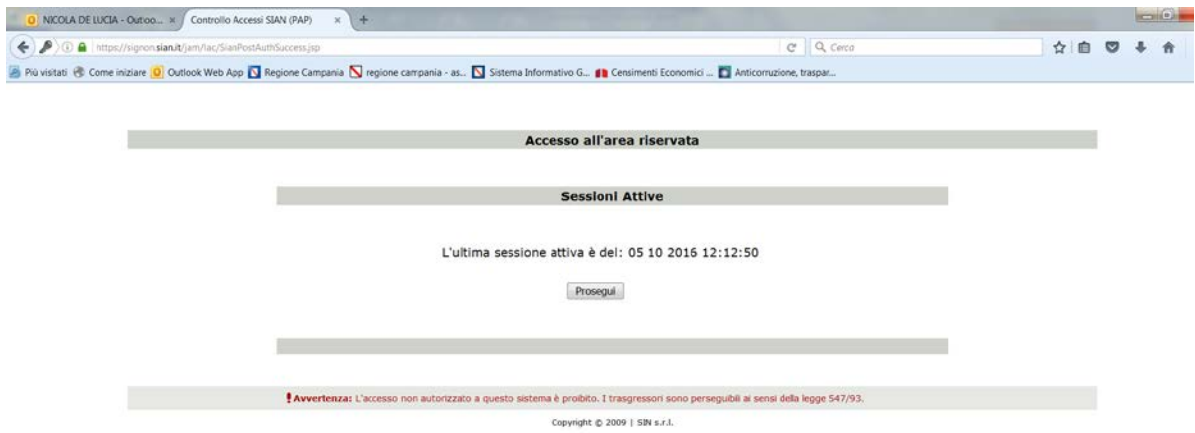 NICOLA DE LUCIA - Outloo... × Controllo Accessi SIAN (PAP) × +
https://signon.sian.it/jam/lac/SianPostAuthSuccess.jsp Cerca
Più visitati Come iniziare Outlook Web App Regione Campania regione campania - as... Sistema Informativo G... Censimenti Economici ... Anticorruzione, traspar...
Accesso all'area riservata
Sessioni Attive
L'ultima sessione attiva è del: 05 10 2016 12:12:50
Prosegui
Avvertenza: L'accesso non autorizzato a questo sistema è proibito. I trasgressori sono perseguibili ai sensi della legge 547/93.
Copyright © 2009 | SIN s.r.l.